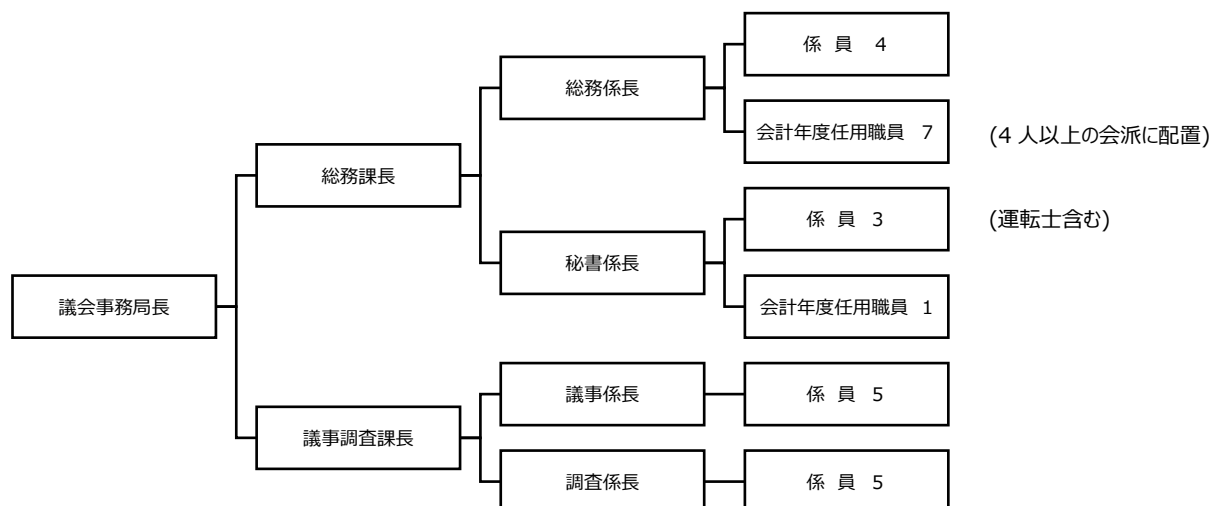 係 員 4
総務係長
会計年度任用職員 7 (4 人以上の会派に配置)
総務課長
係 員 3 (運転士含む)
秘書係長
会計年度任用職員 1
議会事務局長
議事係長 係 員 5
議事調査課長
調査係長 係 員 5